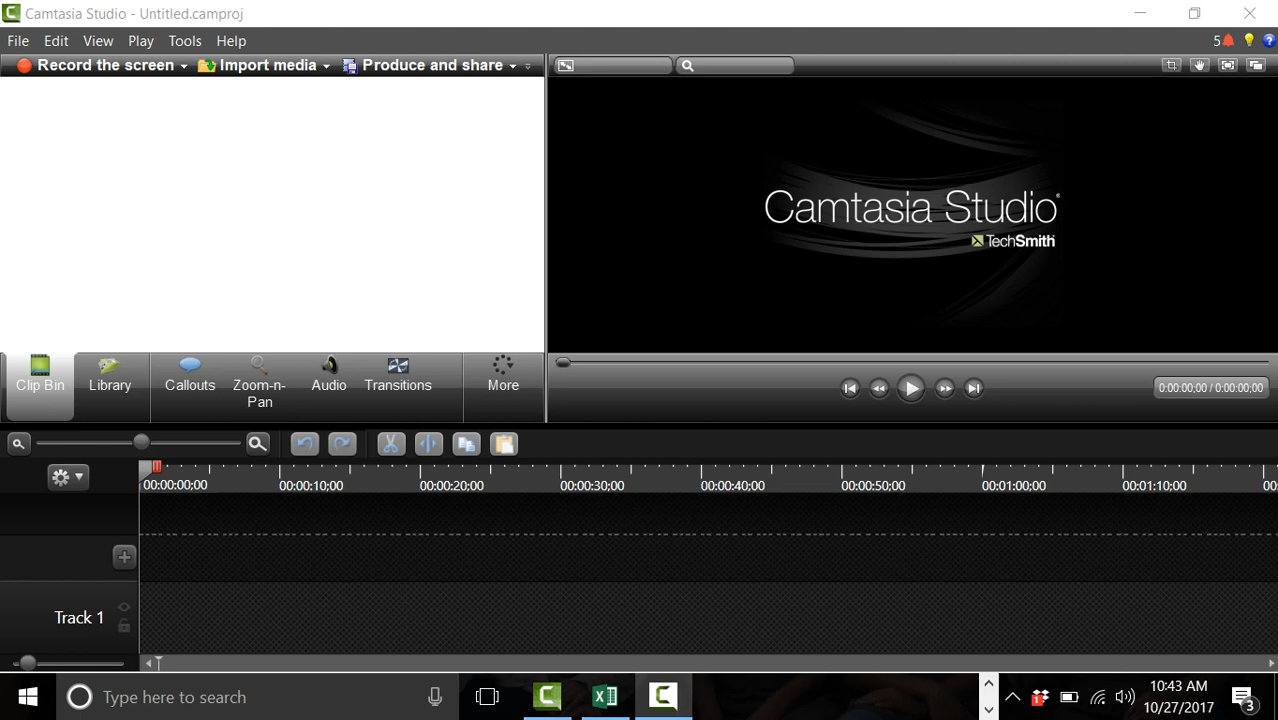 Camtasia Studio - Untitled.camproj
File Edit View Play Tools Help
5
Record the screen Import media Produce and share
Camtasia Studio®
TechSmith
Clip Bin Library Callouts Zoom-n-Pan Audio Transitions More
0:00:00;00 / 0:00:00;00
00:00:00;00 00:00:10;00 00:00:20;00 00:00:30;00 00:00:40;00 00:00:50;00 00:01:00;00 00:01:10;00 00
Track 1
Type here to search
10:43 AM
10/27/2017
3